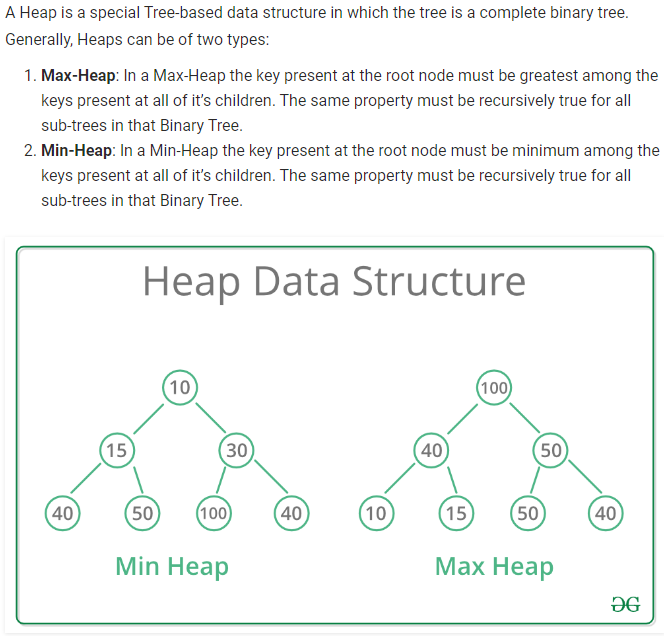 A Heap is a special Tree-based data structure in which the tree is a complete binary tree.
Generally, Heaps can be of two types:
1. Max-Heap: In a Max-Heap the key present at the root node must be greatest among the
keys present at all of it's children. The same property must be recursively true for all
sub-trees in that Binary Tree.
2. Min-Heap: In a Min-Heap the key present at the root node must be minimum among the
keys present at all of it's children. The same property must be recursively true for all
sub-trees in that Binary Tree.
Heap Data Structure
10
100
15
30
40
50
40
50
100
40
10
15
50
40
Min Heap
Max Heap